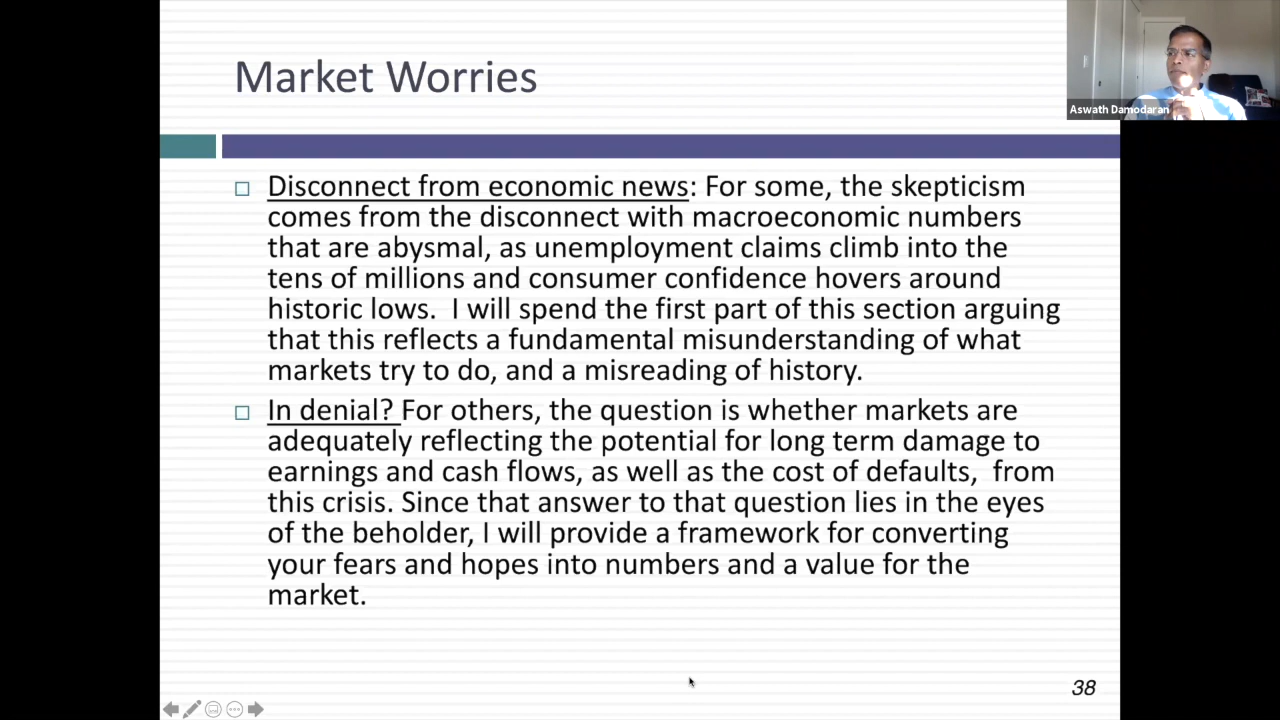 Market Worries
Aswath Damodaran
Disconnect from economic news: For some, the skepticism
comes from the disconnect with macroeconomic numbers
that are abysmal, as unemployment claims climb into the
tens of millions and consumer confidence hovers around
historic lows.  I will spend the first part of this section arguing
that this reflects a fundamental misunderstanding of what
markets try to do, and a misreading of history.
In denial? For others, the question is whether markets are
adequately reflecting the potential for long term damage to
earnings and cash flows, as well as the cost of defaults,  from
this crisis. Since that answer to that question lies in the eyes
of the beholder, I will provide a framework for converting
your fears and hopes into numbers and a value for the
market.
38